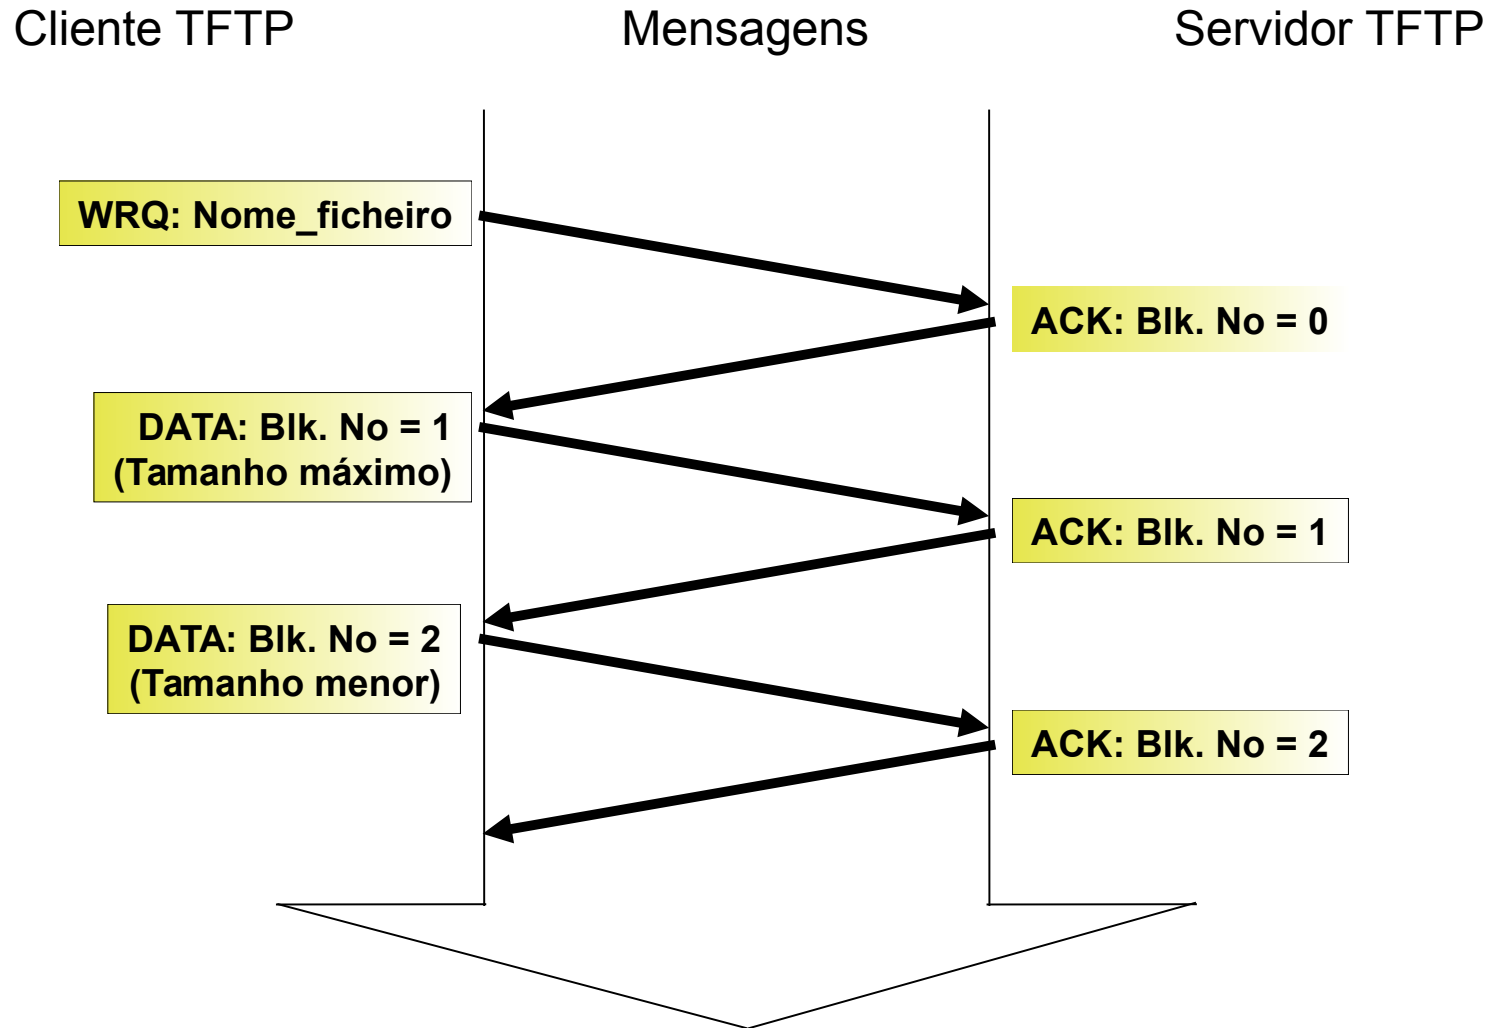 Cliente TFTP
Mensagens
Servidor TFTP
WRQ: Nome_ficheiro
ACK: Blk. No = 0
DATA: Blk. No = 1
(Tamanho máximo)
ACK: Blk. No = 1
DATA: Blk. No = 2
(Tamanho menor)
ACK: Blk. No = 2